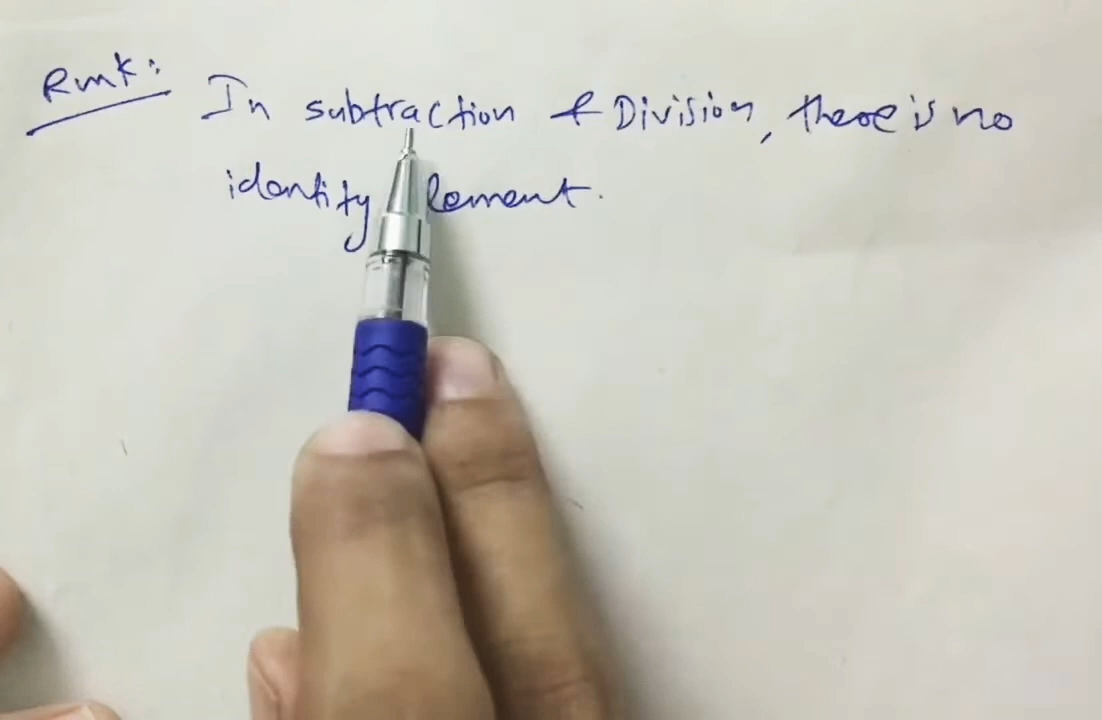 Rmk: In subtraction & Division, there is no
identity element.